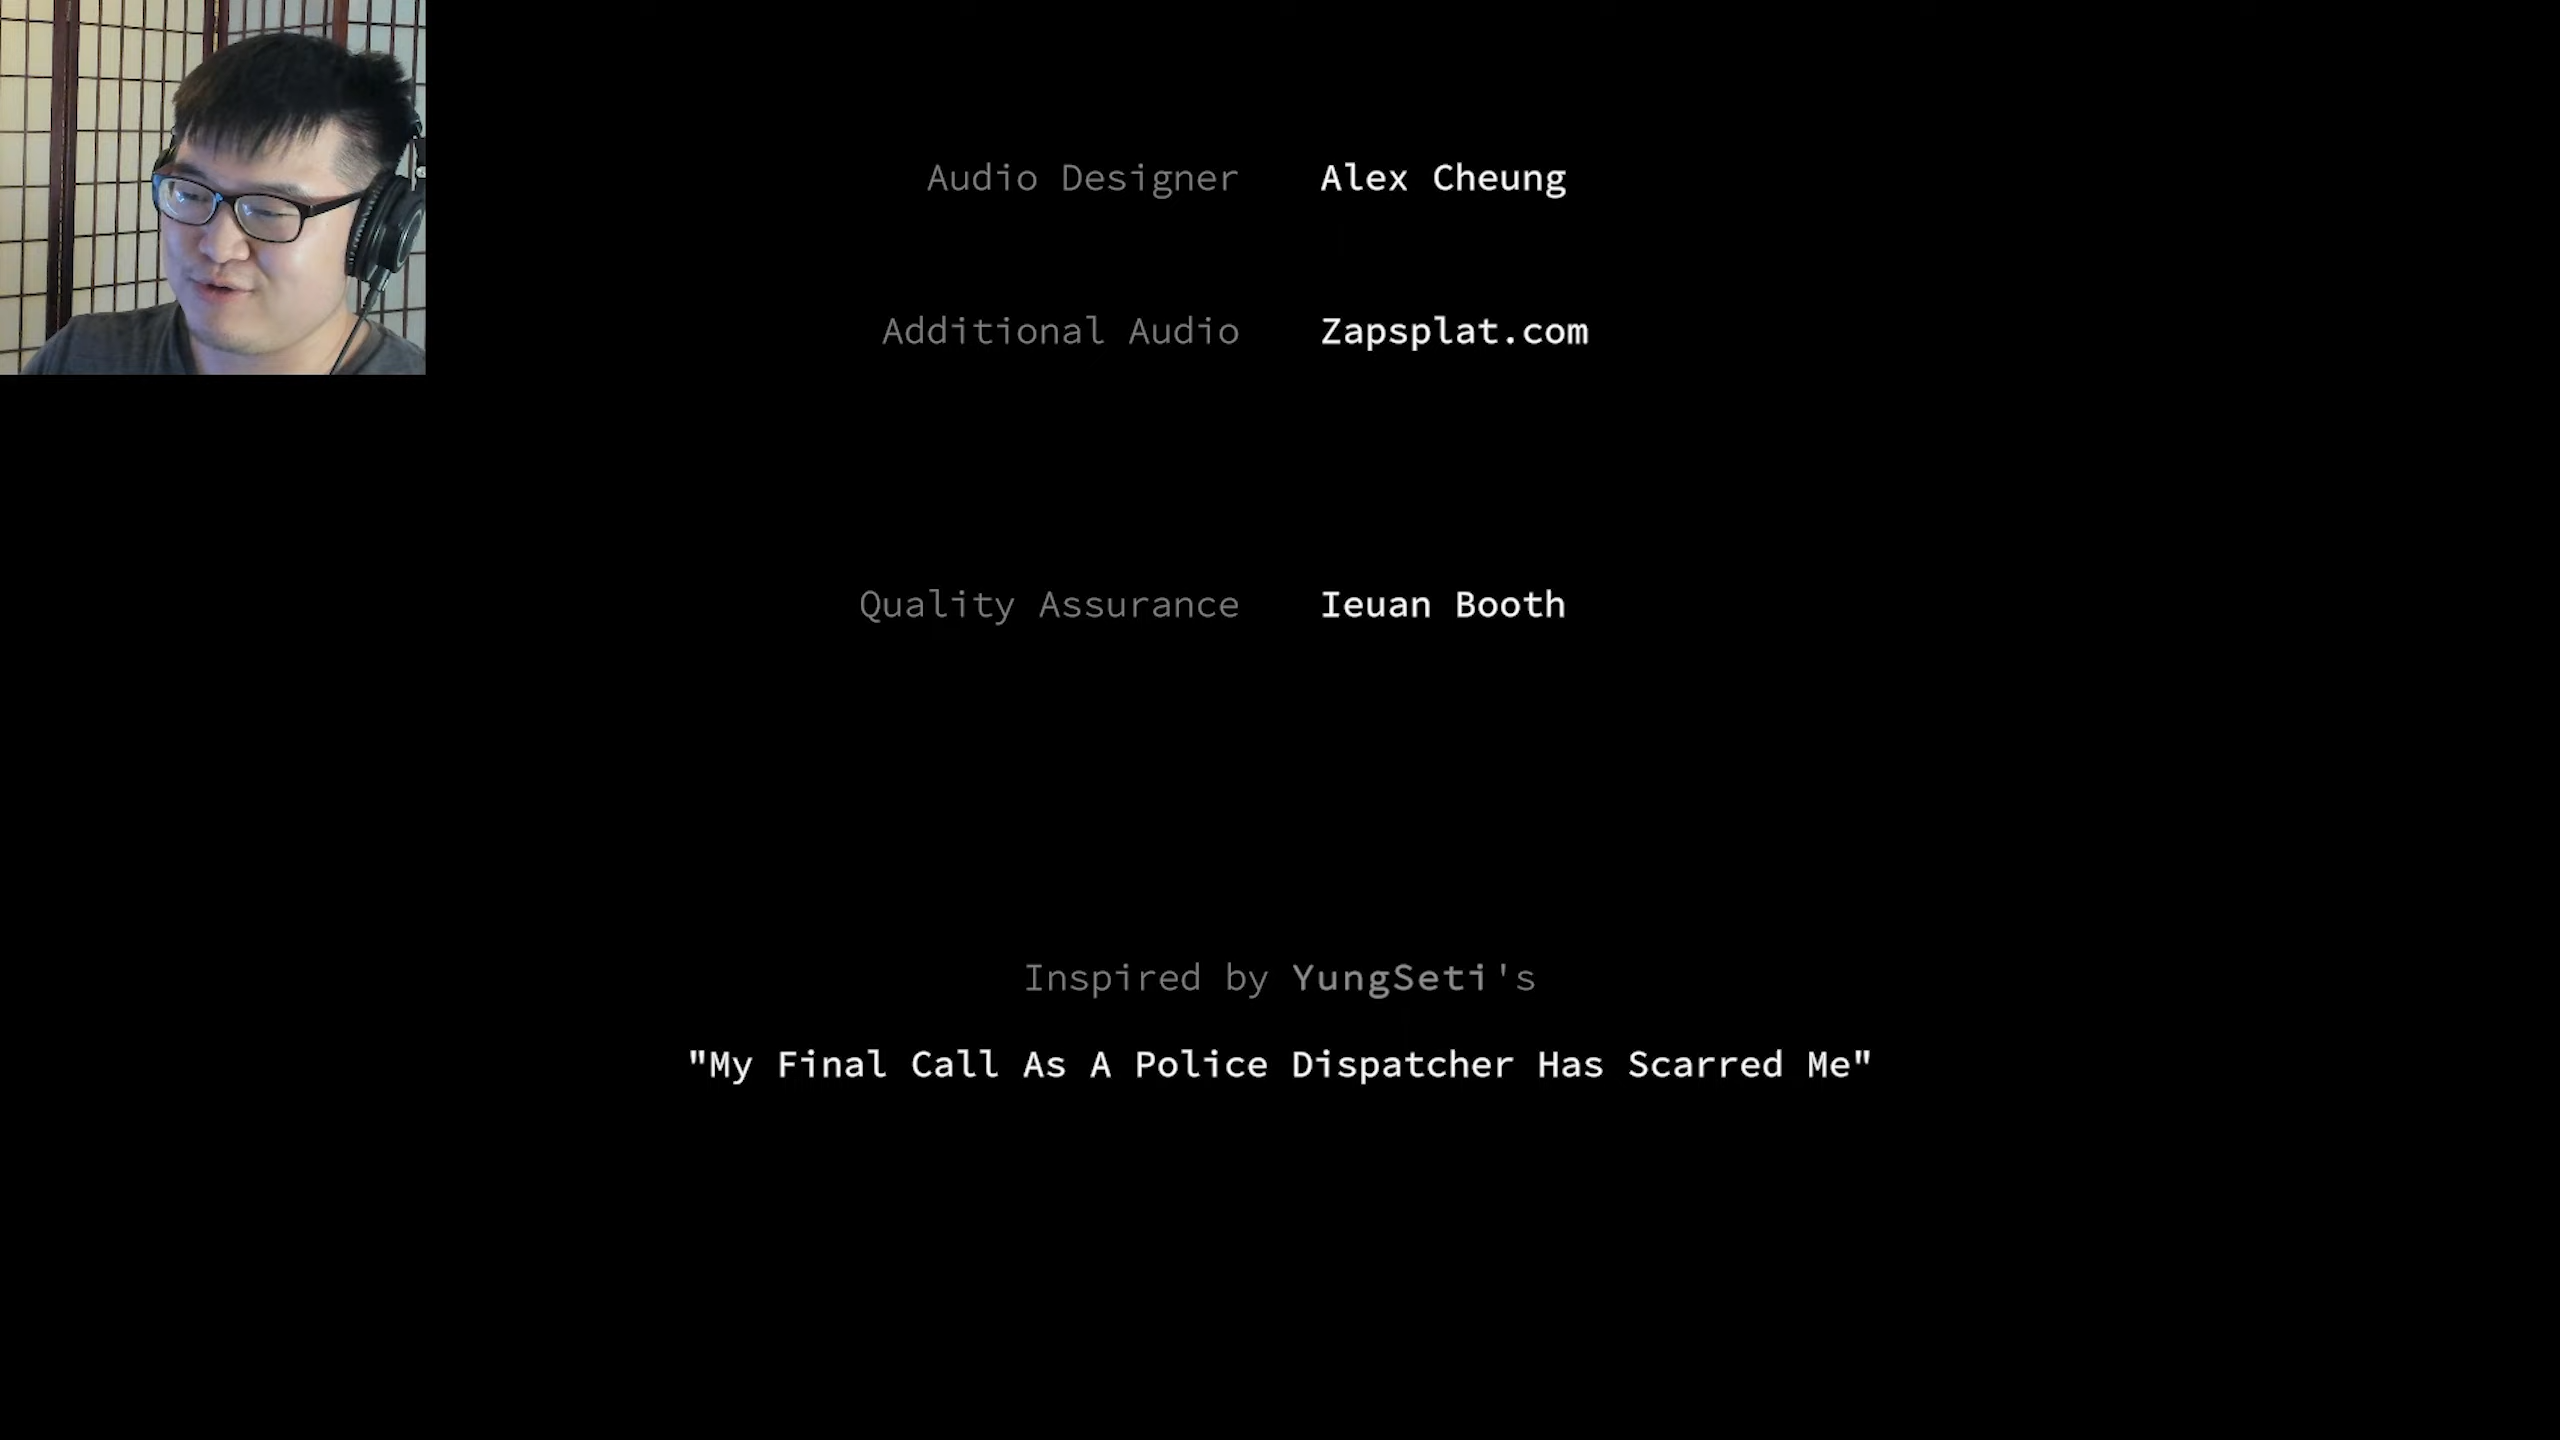 Audio Designer Alex Cheung
Additional Audio Zapsplat.com
Quality Assurance Ieuan Booth
Inspired by YungSeti's
"My Final Call As A Police Dispatcher Has Scarred Me"